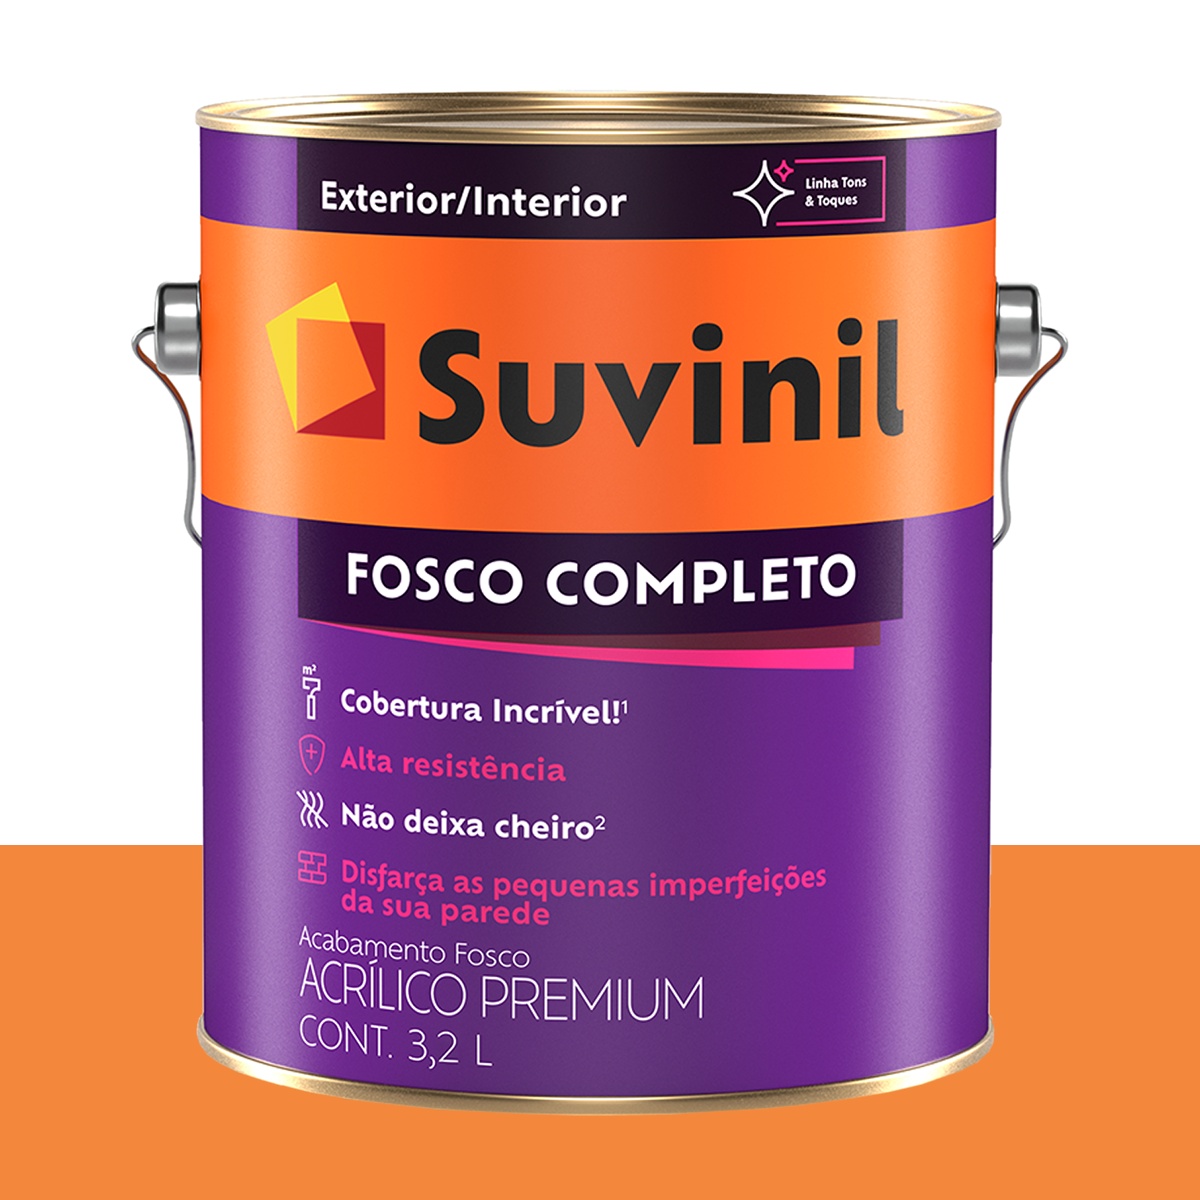 Exterior/Interior
Linha Tons
& Toques
Suvinil
FOSCO COMPLETO
m²
Cobertura Incrível!¹
Alta resistência
Não deixa cheiro²
Disfarça as pequenas imperfeições
da sua parede
Acabamento Fosco
ACRÍLICO PREMIUM
CONT. 3,2 L